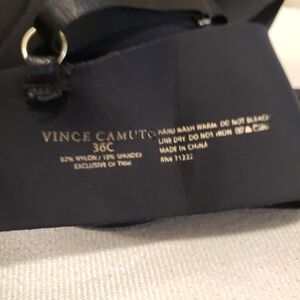 VINCE CAMUTO
36C
82% NYLON / 18% SPANDEX
EXCLUSIVE OF TRIM
HAND WASH WARM. DO NOT BLEACH
LINE DRY. DO NOT IRON
MADE IN CHINA